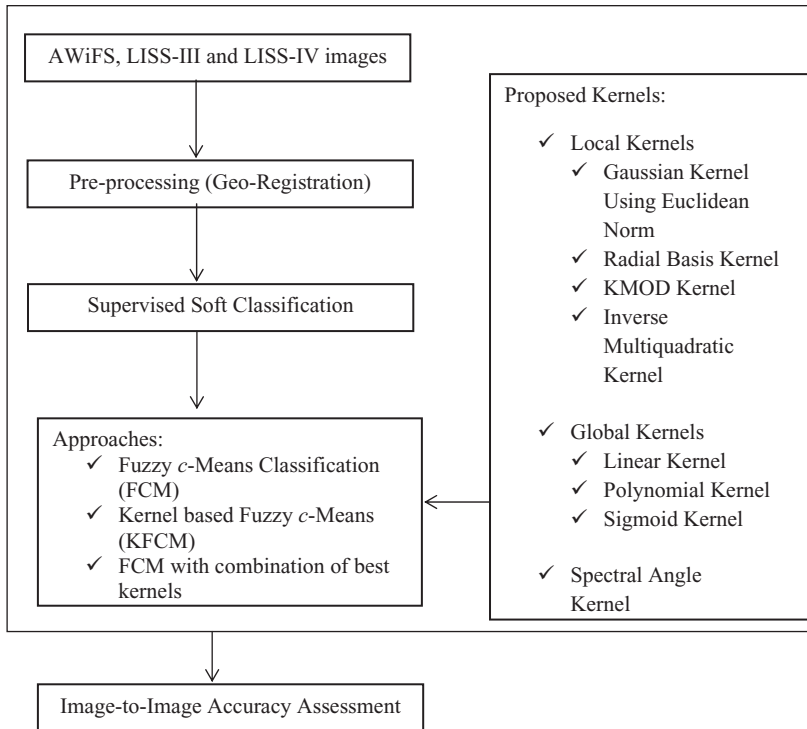 AWiFS, LISS-III and LISS-IV images
Pre-processing (Geo-Registration)
Supervised Soft Classification
Approaches:
✓ Fuzzy c-Means Classification
(FCM)
✓ Kernel based Fuzzy c-Means
(KFCM)
✓ FCM with combination of best
kernels
Proposed Kernels:
✓ Local Kernels
✓ Gaussian Kernel
Using Euclidean
Norm
✓ Radial Basis Kernel
✓ KMOD Kernel
✓ Inverse
Multiquadratic
Kernel
✓ Global Kernels
✓ Linear Kernel
✓ Polynomial Kernel
✓ Sigmoid Kernel
✓ Spectral Angle
Kernel
Image-to-Image Accuracy Assessment